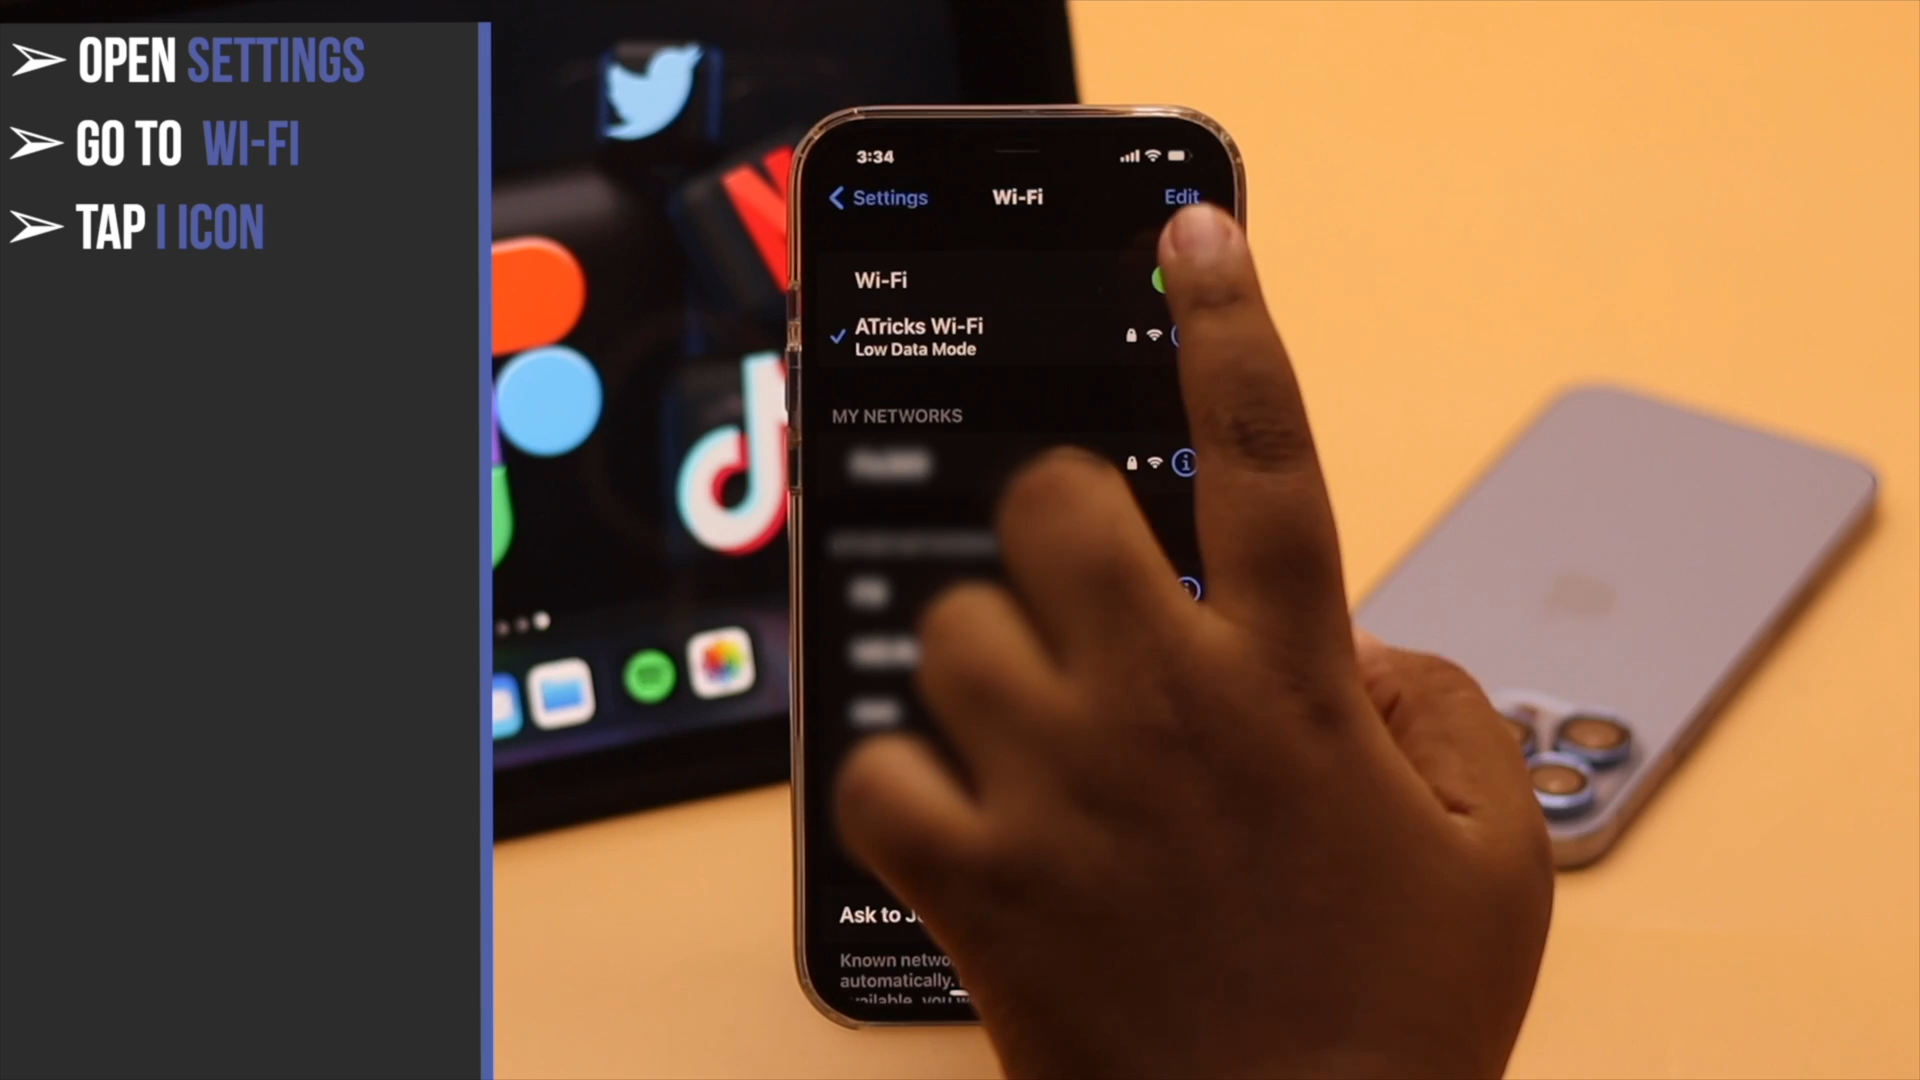 OPEN SETTINGS
GO TO WI-FI
TAP I ICON
3:34
Settings Wi-Fi Edit
Wi-Fi
ATricks Wi-Fi
Low Data Mode
MY NETWORKS
Ask to
Known
automatically.
you